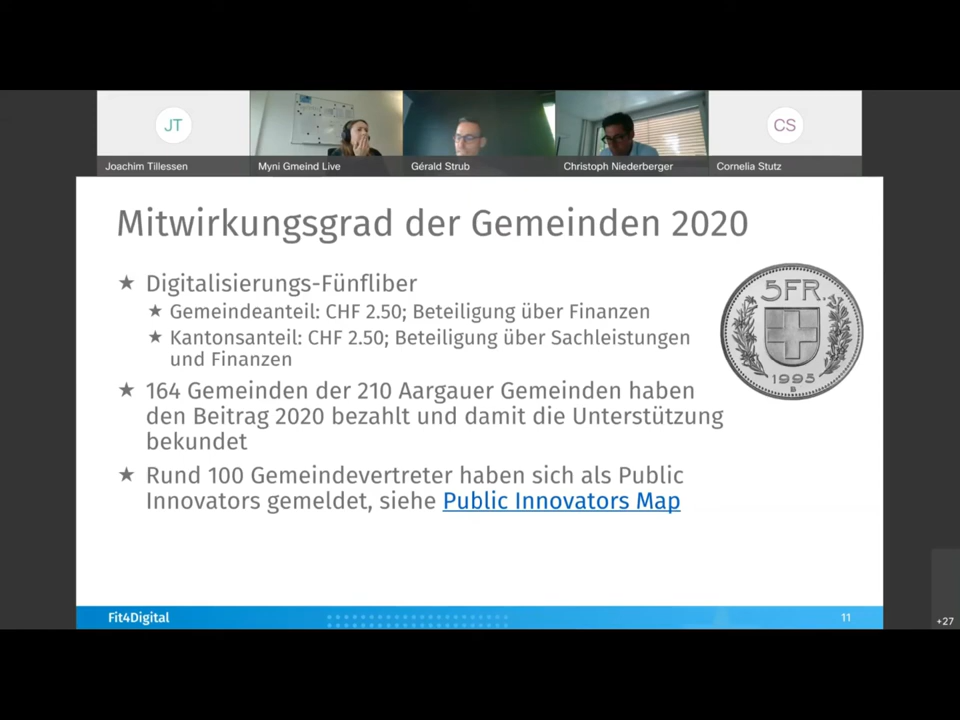 JT
CS
Joachim Tillessen
Myni Gmeind Live
Gérald Strub
Christoph Niederberger
Cornelia Stutz
Mitwirkungsgrad der Gemeinden 2020
★ Digitalisierungs-Fünfliber
★ Gemeindeanteil: CHF 2.50; Beteiligung über Finanzen
★ Kantonsanteil: CHF 2.50; Beteiligung über Sachleistungen
und Finanzen
★ 164 Gemeinden der 210 Aargauer Gemeinden haben
den Beitrag 2020 bezahlt und damit die Unterstützung
bekundet
★ Rund 100 Gemeindevertreter haben sich als Public
Innovators gemeldet, siehe Public Innovators Map
5FR.
1995
B
Fit4Digital
11
+27